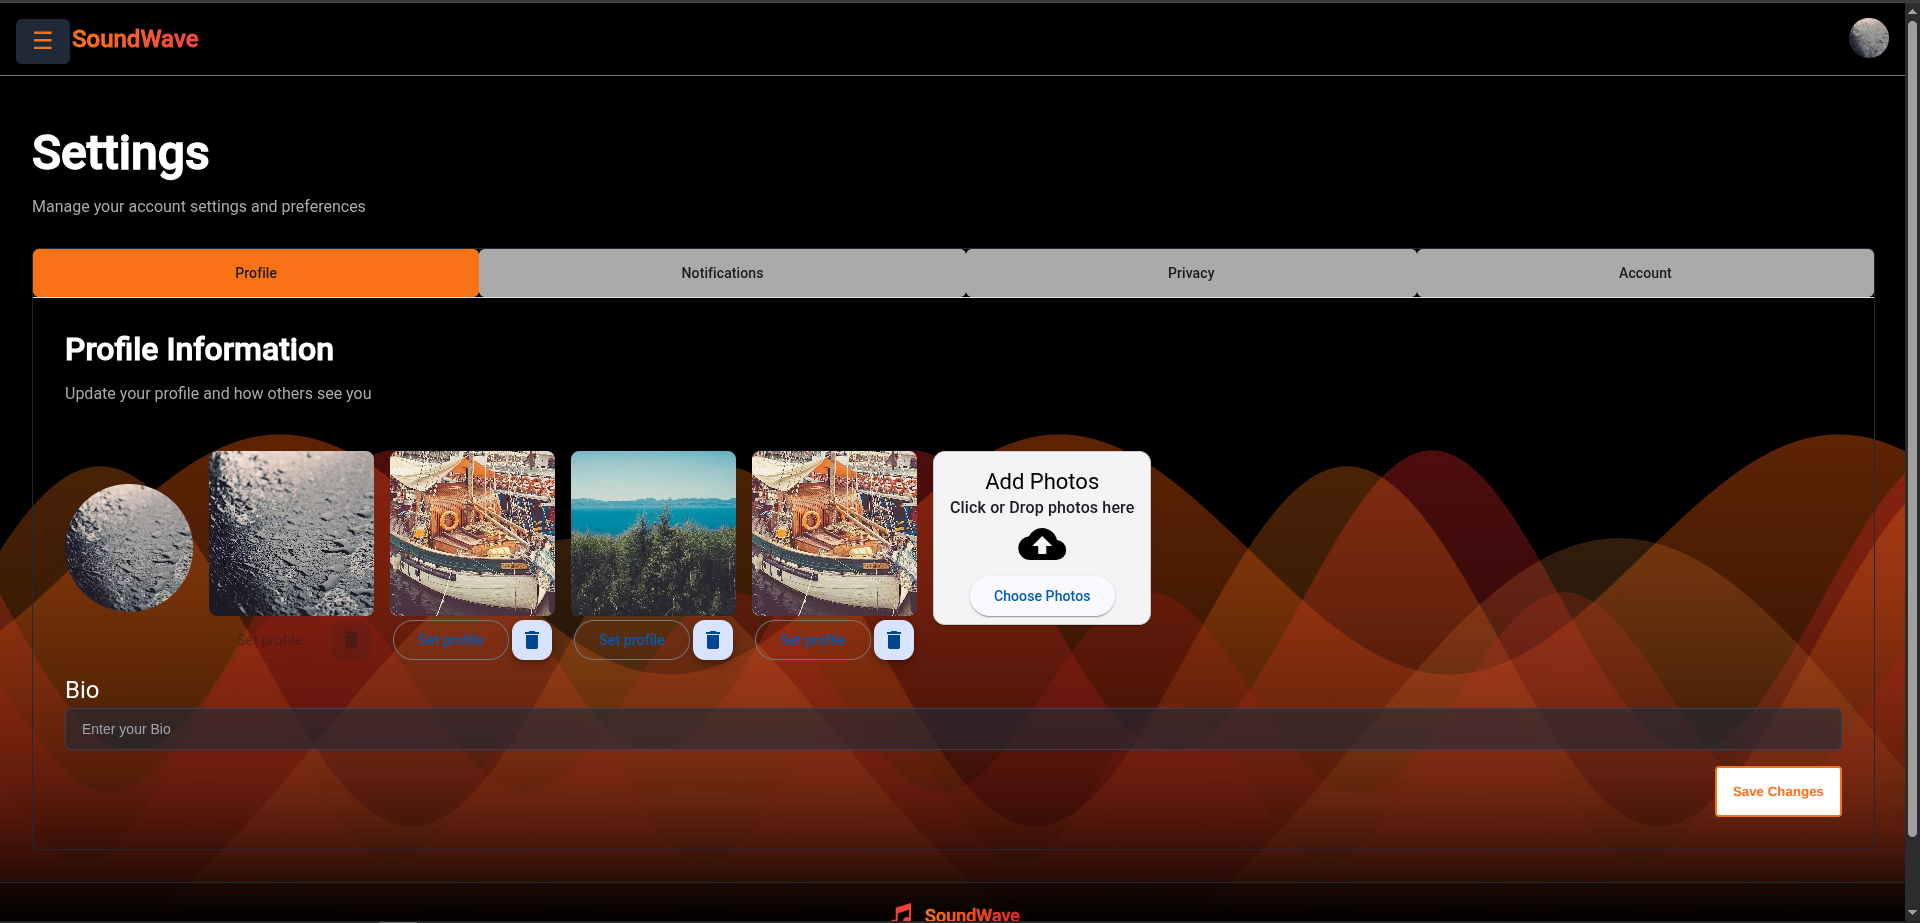 SoundWave
Settings
Manage your account settings and preferences
Profile
Notifications
Privacy
Account
Profile Information
Update your profile and how others see you
Add Photos
Click or Drop photos here
Choose Photos
Set profile
Set profile
Set profile
Set profile
Bio
Enter your Bio
Save Changes
SoundWave